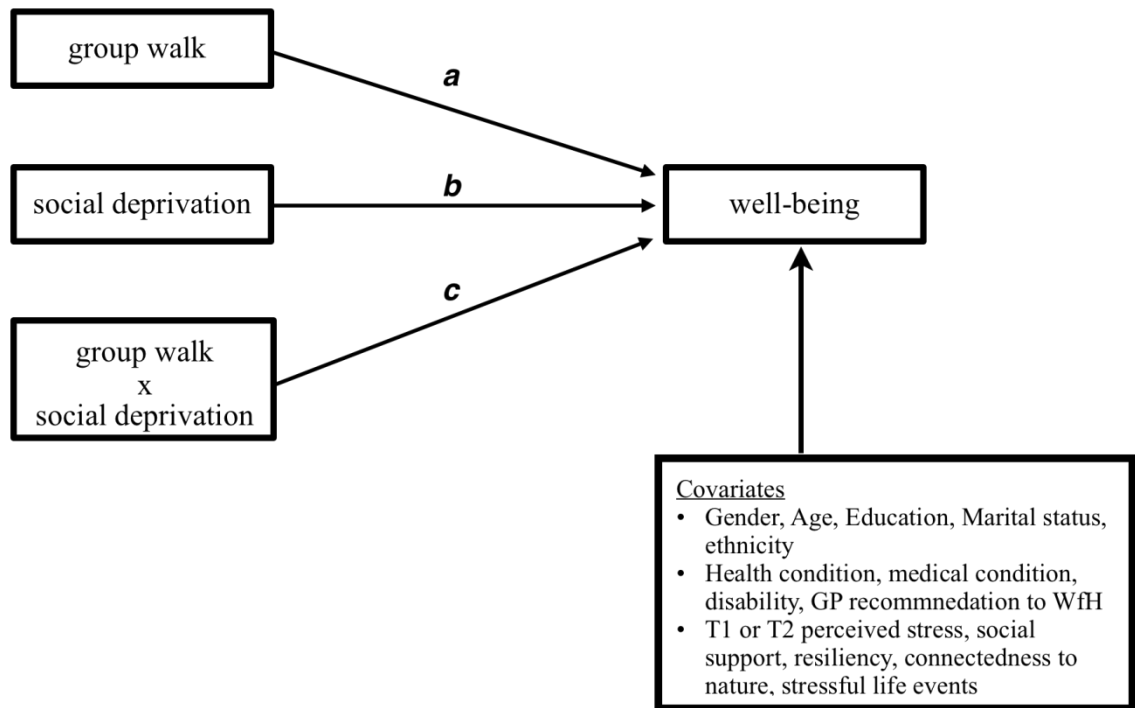 group walk
a
social deprivation
b
well-being
c
group walk
x
social deprivation
Covariates
• Gender, Age, Education, Marital status,
ethnicity
• Health condition, medical condition,
disability, GP recommnedation to WfH
• T1 or T2 perceived stress, social
support, resiliency, connectedness to
nature, stressful life events